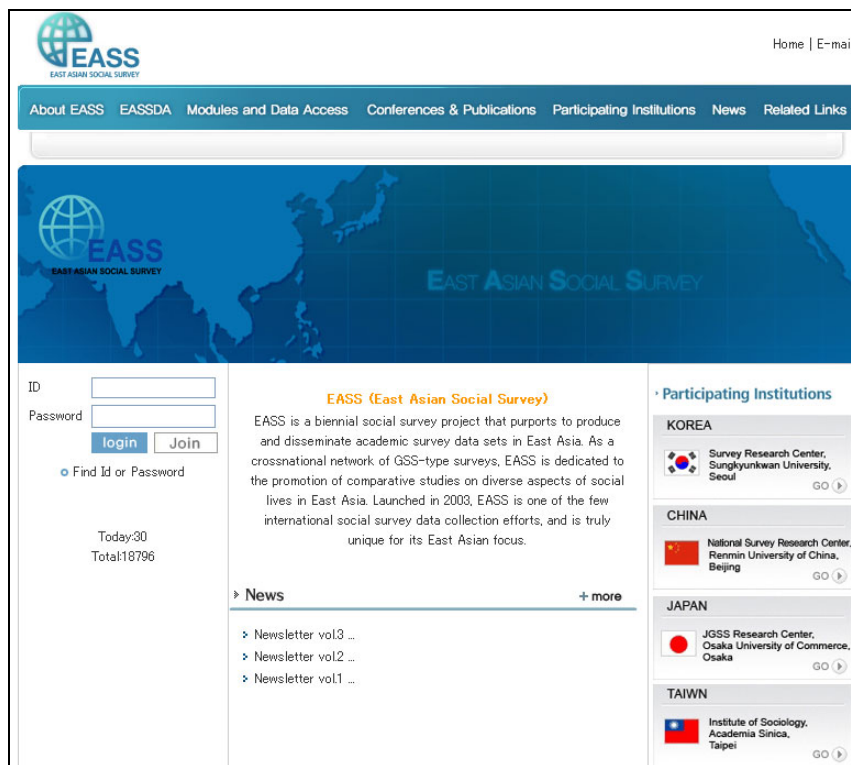 EASS
EAST ASIAN SOCIAL SURVEY
Home | E-mai
About EASS EASSDA Modules and Data Access Conferences & Publications Participating Institutions News Related Links
EASS
EAST ASIAN SOCIAL SURVEY
EAST ASIAN SOCIAL SURVEY
ID
Password
login Join
Find Id or Password
Today:30
Total:18796
EASS (East Asian Social Survey)
EASS is a biennial social survey project that purports to produce
and disseminate academic survey data sets in East Asia. As a
crossnational network of GSS-type surveys, EASS is dedicated to
the promotion of comparative studies on diverse aspects of social
lives in East Asia. Launched in 2003, EASS is one of the few
international social survey data collection efforts, and is truly
unique for its East Asian focus.
News + more
Newsletter vol.3 ...
Newsletter vol.2 ...
Newsletter vol.1 ...
Participating Institutions
KOREA
Survey Research Center,
Sungkyunkwan University,
Seoul
GO
CHINA
National Survey Research Center,
Renmin University of China,
Beijing
GO
JAPAN
JGSS Research Center,
Osaka University of Commerce,
Osaka
GO
TAIWN
Institute of Sociology,
Academia Sinica,
Taipei
GO